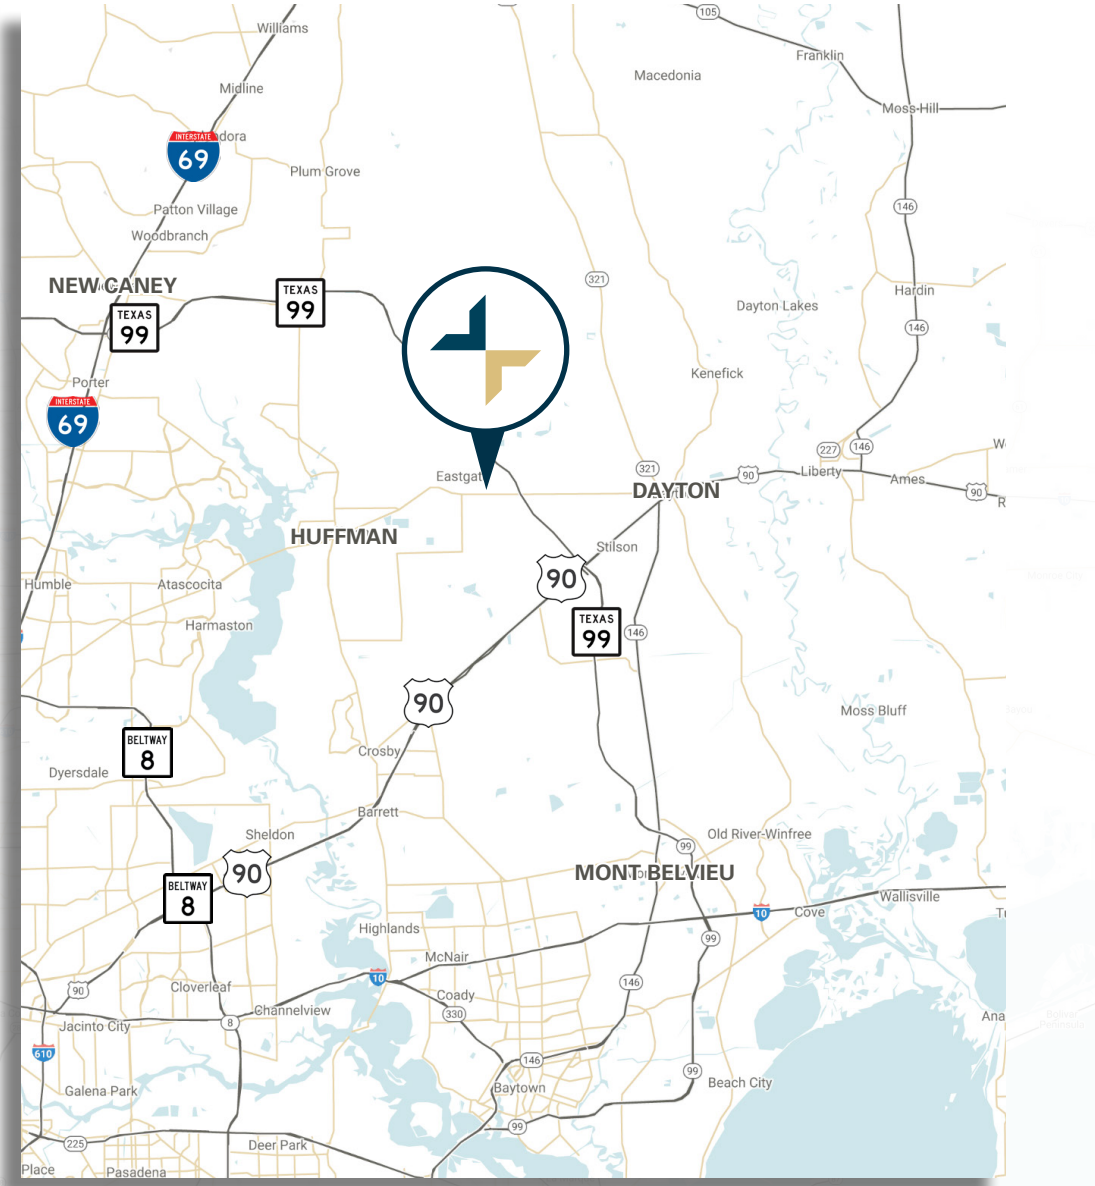 105
Williams
Franklin
Macedonia
Midline
Moss Hill
INTERSTATE
69
Plum Grove
Patton Village
146
Woodbranch
321
NEW CANEY
TEXAS
99
Hardin
TEXAS
99
Dayton Lakes
146
Kenefick
Porter
INTERSTATE
69
227
146
321
90
Liberty
Ames
Eastgat
DAYTON
90
HUFFMAN
Stilson
90
Humble
Atascocita
Harmaston
TEXAS
99
146
90
Moss Bluff
BELTWAY
8
Crosby
Dyersdale
Barrett
Sheldon
Old River-Winfree
99
90
MONT BELVIEU
BELTWAY
8
Wallisville
10
Cove
Highlands
99
McNair
10
146
90
Cloverleaf
Coady
Channelview
330
Jacinto City
8
Ana
610
146
99
Beach City
Galena Park
Baytown
99
225
Deer Park
Place
Pasadena